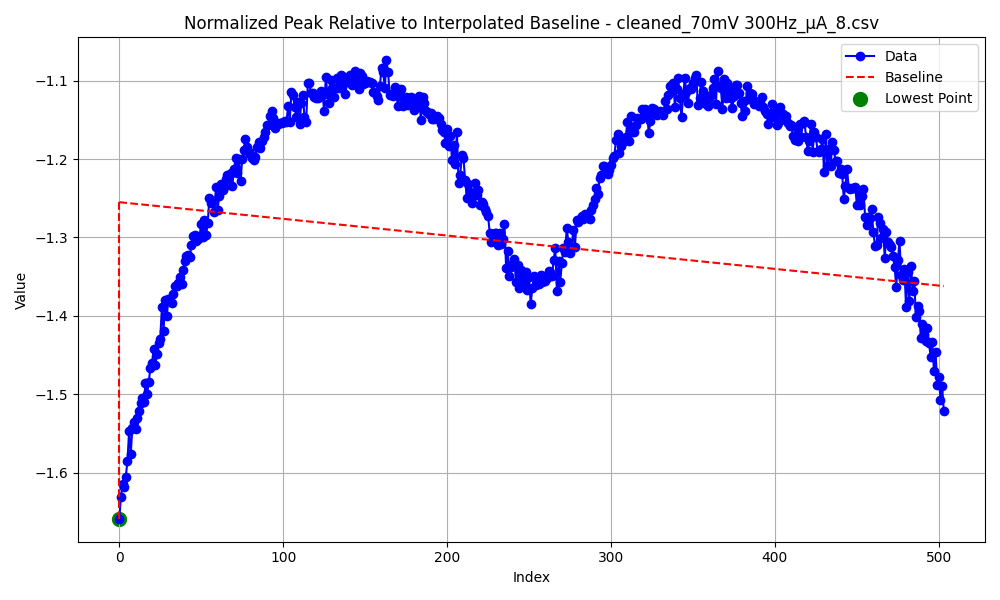 Normalized Peak Relative to Interpolated Baseline - cleaned_70mV 300Hz_μA_8.csv
Data
Baseline
Lowest Point
Value
−1.1
−1.2
−1.3
−1.4
−1.5
−1.6
0 100 200 300 400 500
Index